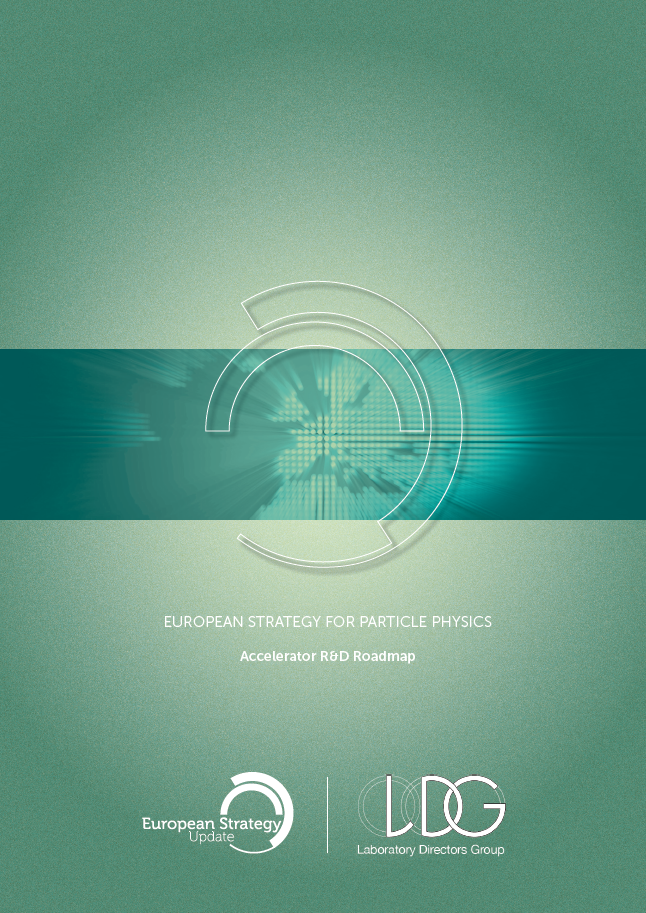 EUROPEAN STRATEGY FOR PARTICLE PHYSICS
Accelerator R&D Roadmap
European Strategy
Update
LDG
Laboratory Directors Group